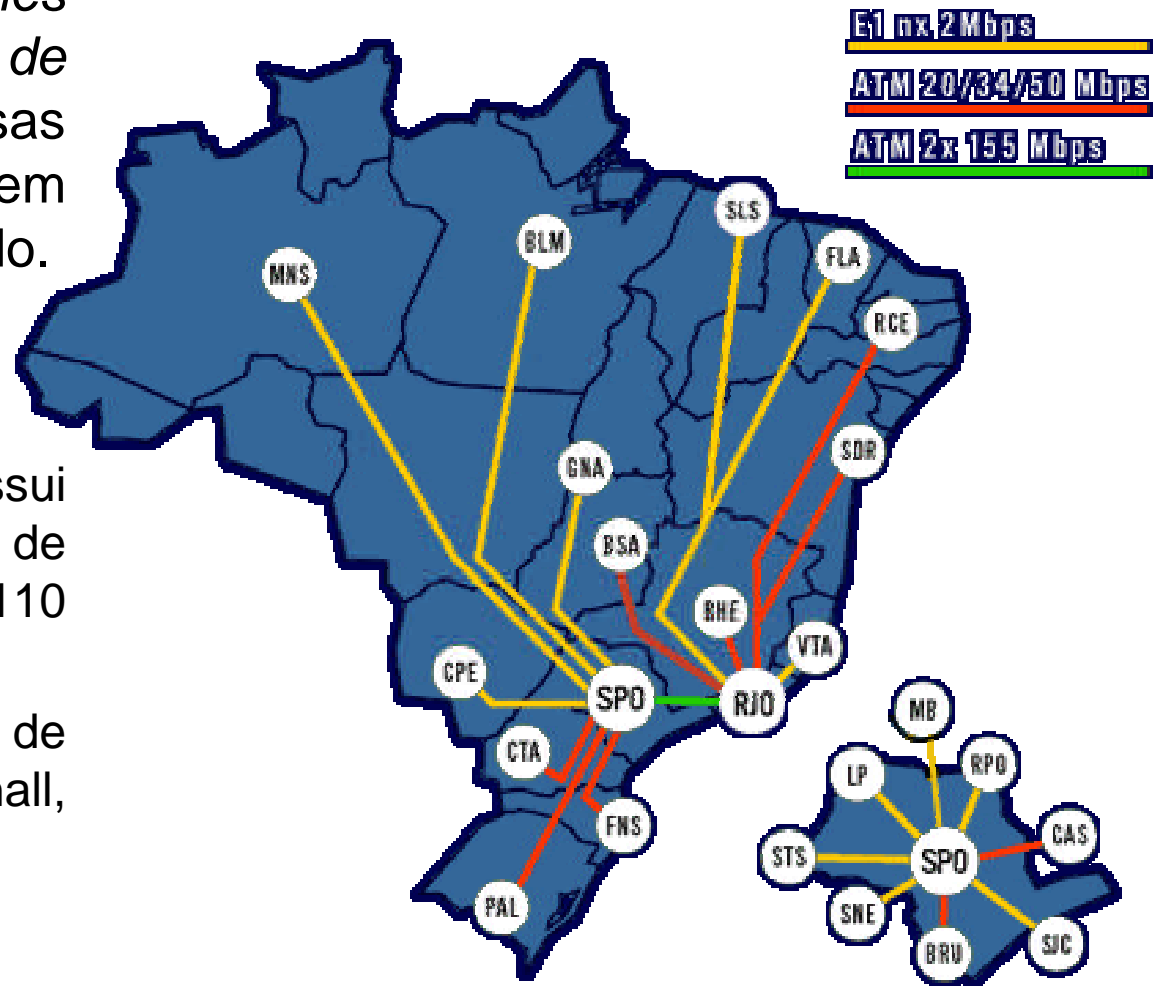 es
de
sas
em
lo.
ssui
de
110
de
hall,
E1 nx 2Mbps
ATM 20/34/50 Mbps
ATM 2x 155 Mbps
SLS
BLM
FLA
MNS
RCE
SDR
GNA
BSA
BHE
VTA
CPE
SPO
RJO
CTA
FNS
PAL
MB
LP
RPO
CAS
STS
SPO
SNE
BRU
SJC